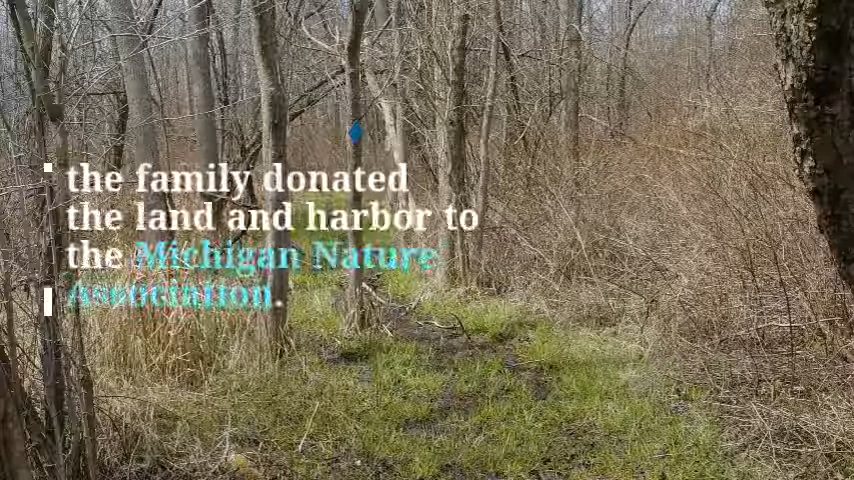 the family donated
the land and harbor to
the Michigan Nature
Association.